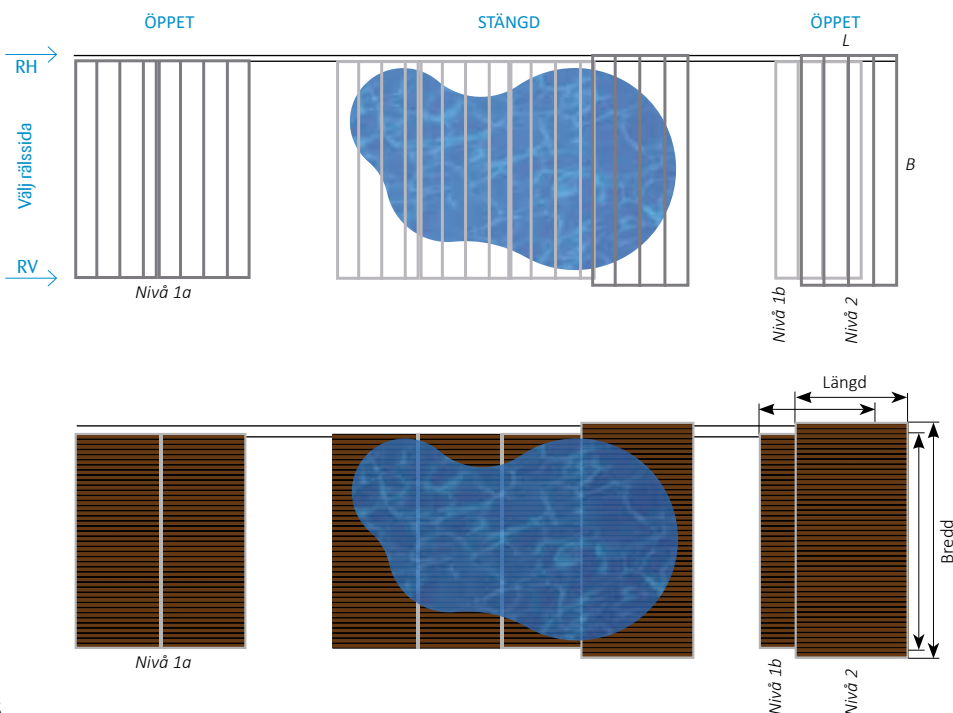 ÖPPET
STÄNGD
ÖPPET
L
RH
Välj rälssida
B
RV
Nivå 1a
Nivå 1b
Nivå 2
Längd
Bredd
Nivå 1a
Nivå 1b
Nivå 2